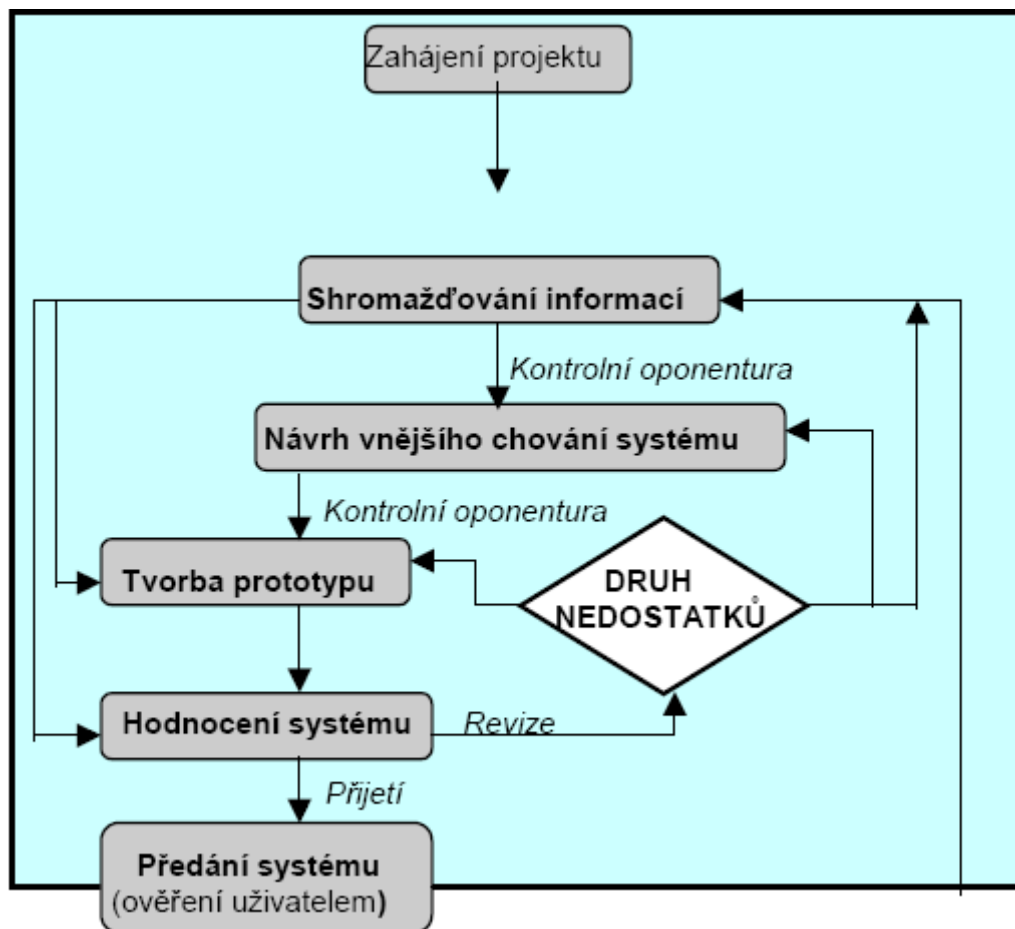 Zahájení projektu
Shromažďování informací
Kontrolní oponentura
Návrh vnějšího chování systému
Kontrolní oponentura
Tvorba prototypu
DRUH
NEDOSTATKŮ
Hodnocení systému
Revize
Přijetí
Předání systému
(ověření uživatelem)